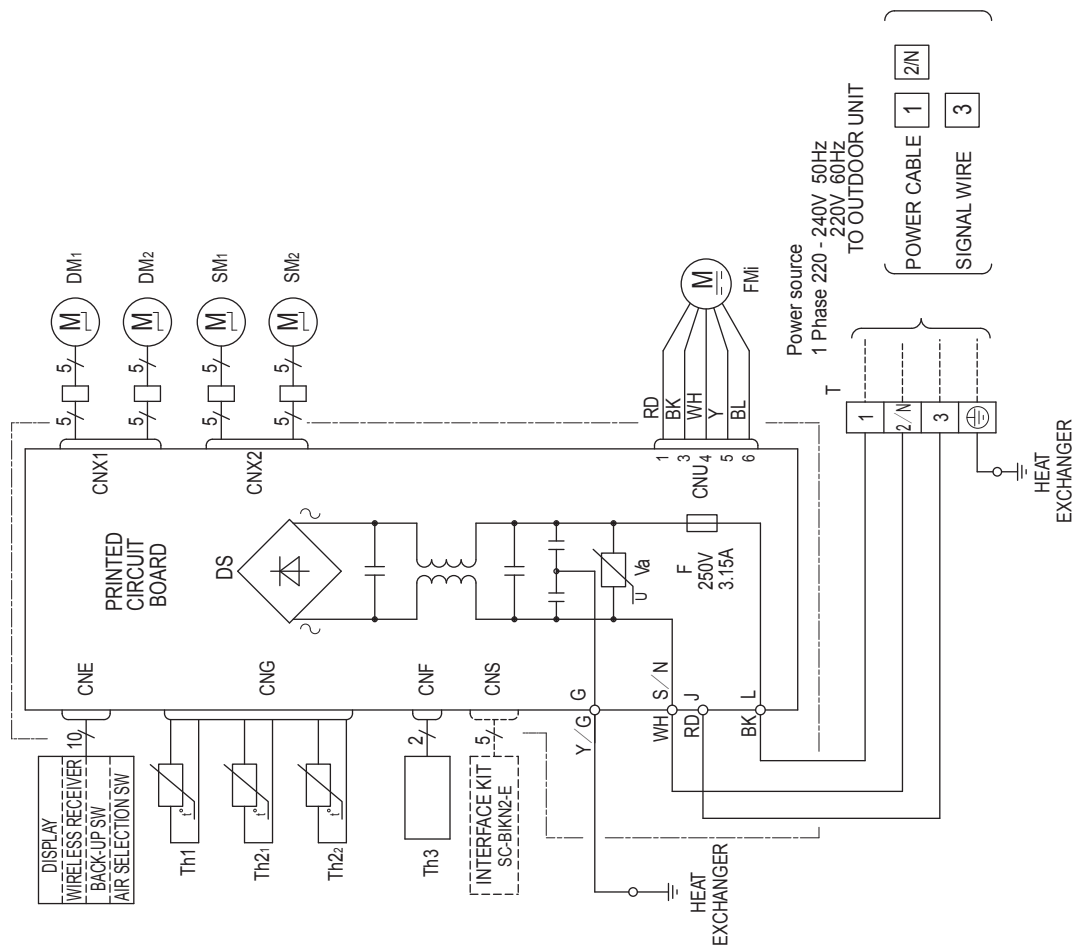 DISPLAY
WIRELESS RECEIVER
BACK-UP SW
AIR SELECTION SW
10
CNE
Th1
t°
Th21
t°
Th22
t°
CNG
Th3
2
CNF
INTERFACE KIT
SC-BIKN2-E
5
CNS
PRINTED
CIRCUIT
BOARD
DS
CNX1
CNX2
5
5
M
DM1
5
5
M
DM2
5
5
M
SM1
5
5
M
SM2
Va
U
F
250V
3.15A
CNU
1
3
4
5
6
RD
BK
WH
Y
BL
M
FMi
Y/G
G
WH
S/N
RD
J
BK
L
HEAT
EXCHANGER
T
1
2/N
3
HEAT
EXCHANGER
Power source
1 Phase 220 - 240V 50Hz
220V 60Hz
TO OUTDOOR UNIT
POWER CABLE 1 2/N
SIGNAL WIRE 3